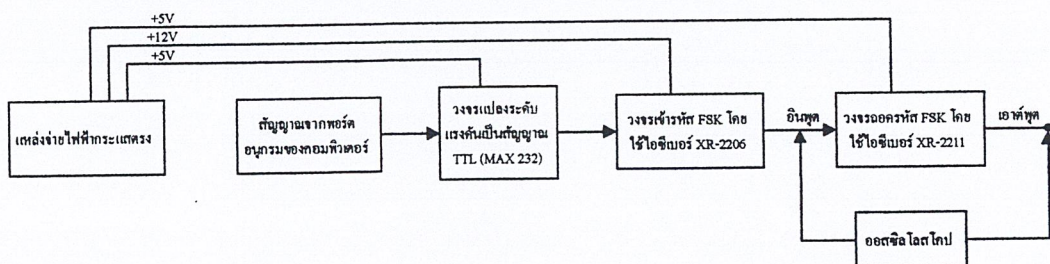 +5V
+12V
+5V
แหล่งจ่ายไฟฟ้ากระแสตรง
สัญญาณจากพอร์ต
อนุกรมของคอมพิวเตอร์
วงจรแปลงระดับ
แรงดันเป็นสัญญาณ
TTL (MAX 232)
วงจรเข้ารหัส FSK โดย
ใช้ไอซีเบอร์ XR-2206
อินพุต
วงจรถอดรหัส FSK โดย
ใช้ไอซีเบอร์ XR-2211
เอาต์พุต
ออสซิลโลสโคป